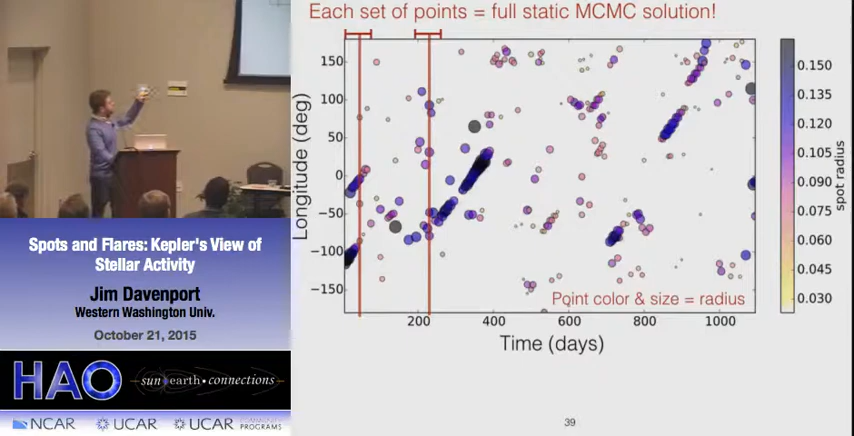 Each set of points = full static MCMC solution!
150
100
50
0
−50
−100
−150
Longitude (deg)
200
400
600
800
1000
Time (days)
Point color & size = radius
0.150
0.135
0.120
0.105
0.090
0.075
0.060
0.045
0.030
spot radius
39
Spots and Flares: Kepler's View of
Stellar Activity
Jim Davenport
Western Washington Univ.
October 21, 2015
HAO
sun earth • connections
NCAR
UCAR
UCAR
PROGRAMS